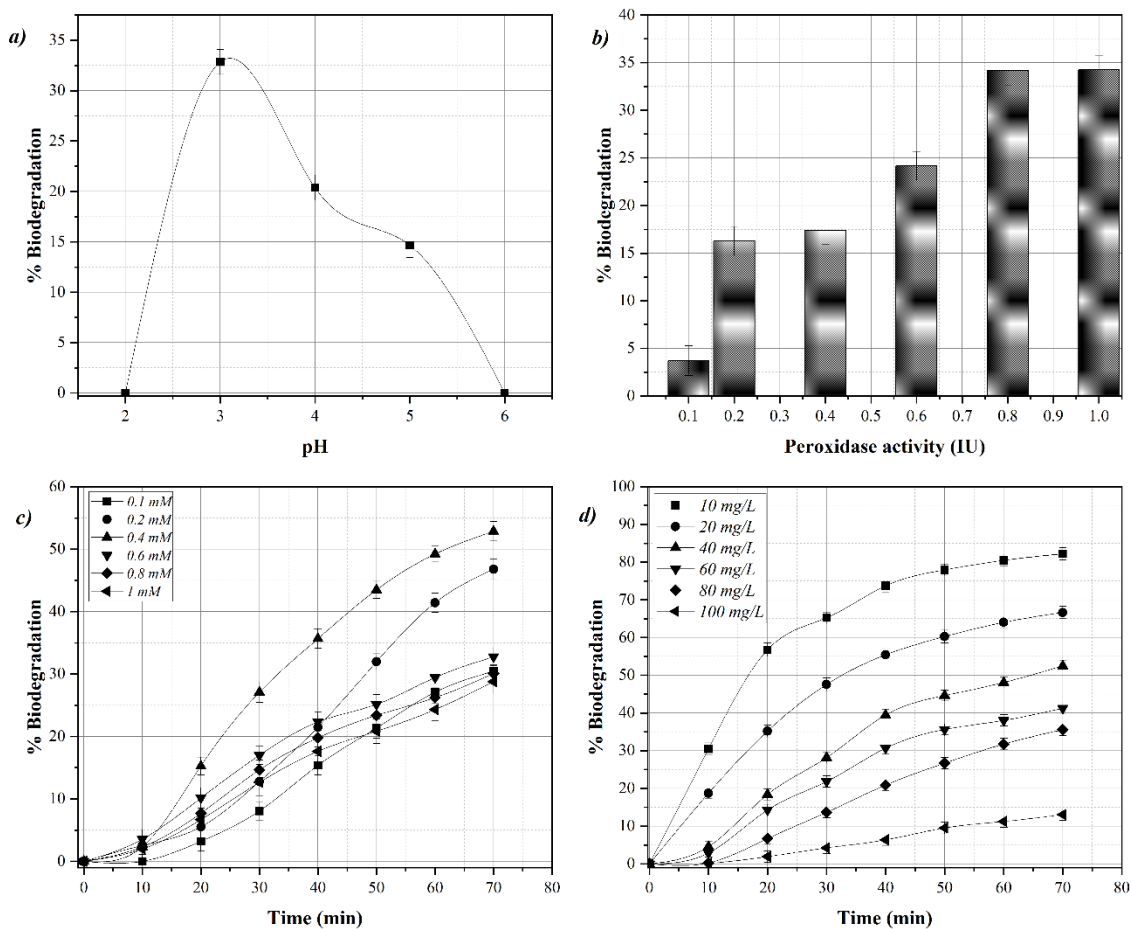 a)
35
30
25
20
15
10
5
0
% Biodegradation
2 3 4 5 6
pH
b)
40
35
30
25
20
15
10
5
0
% Biodegradation
0.1 0.2 0.3 0.4 0.5 0.6 0.7 0.8 0.9 1.0
Peroxidase activity (IU)
c)
60
50
40
30
20
10
0
% Biodegradation
0.1 mM
0.2 mM
0.4 mM
0.6 mM
0.8 mM
1 mM
0 10 20 30 40 50 60 70 80
Time (min)
d)
100
90
80
70
60
50
40
30
20
10
0
% Biodegradation
10 mg/L
20 mg/L
40 mg/L
60 mg/L
80 mg/L
100 mg/L
0 10 20 30 40 50 60 70 80
Time (min)